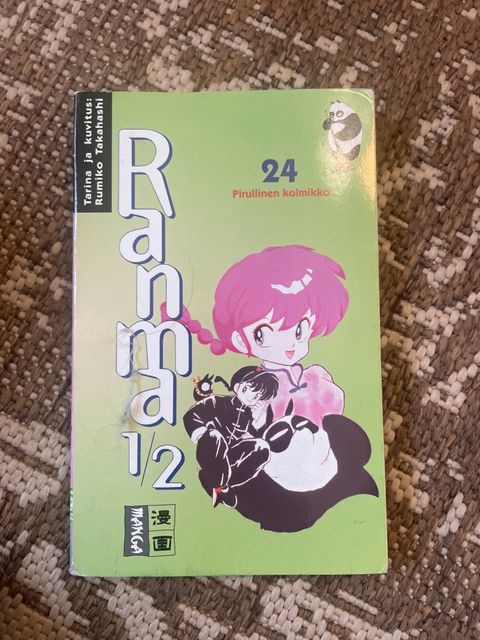 Tarina ja kuvitus:
Rumiko Takahashi
Ranma
1/2
24
Pirullinen kolmikko
MANGA
漫画